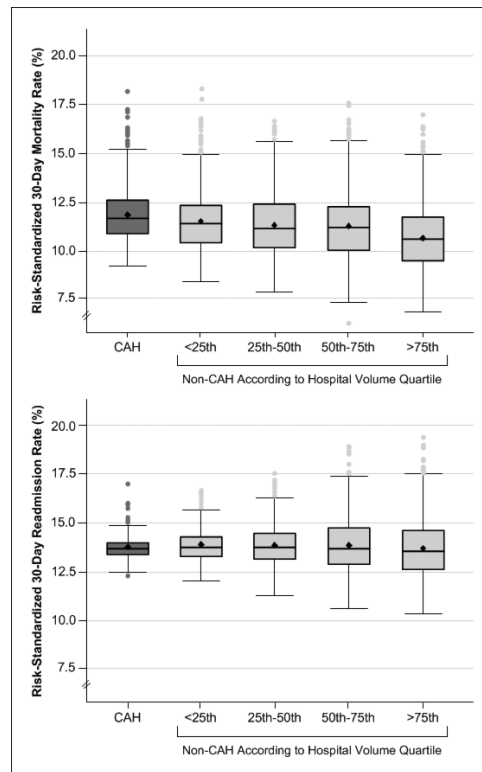 Risk-Standardized 30-Day Mortality Rate (%)
20.0
17.5
15.0
12.5
10.0
7.5
CAH
<25th
25th-50th
50th-75th
>75th
Non-CAH According to Hospital Volume Quartile
Risk-Standardized 30-Day Readmission Rate (%)
20.0
17.5
15.0
12.5
10.0
7.5
CAH
<25th
25th-50th
50th-75th
>75th
Non-CAH According to Hospital Volume Quartile